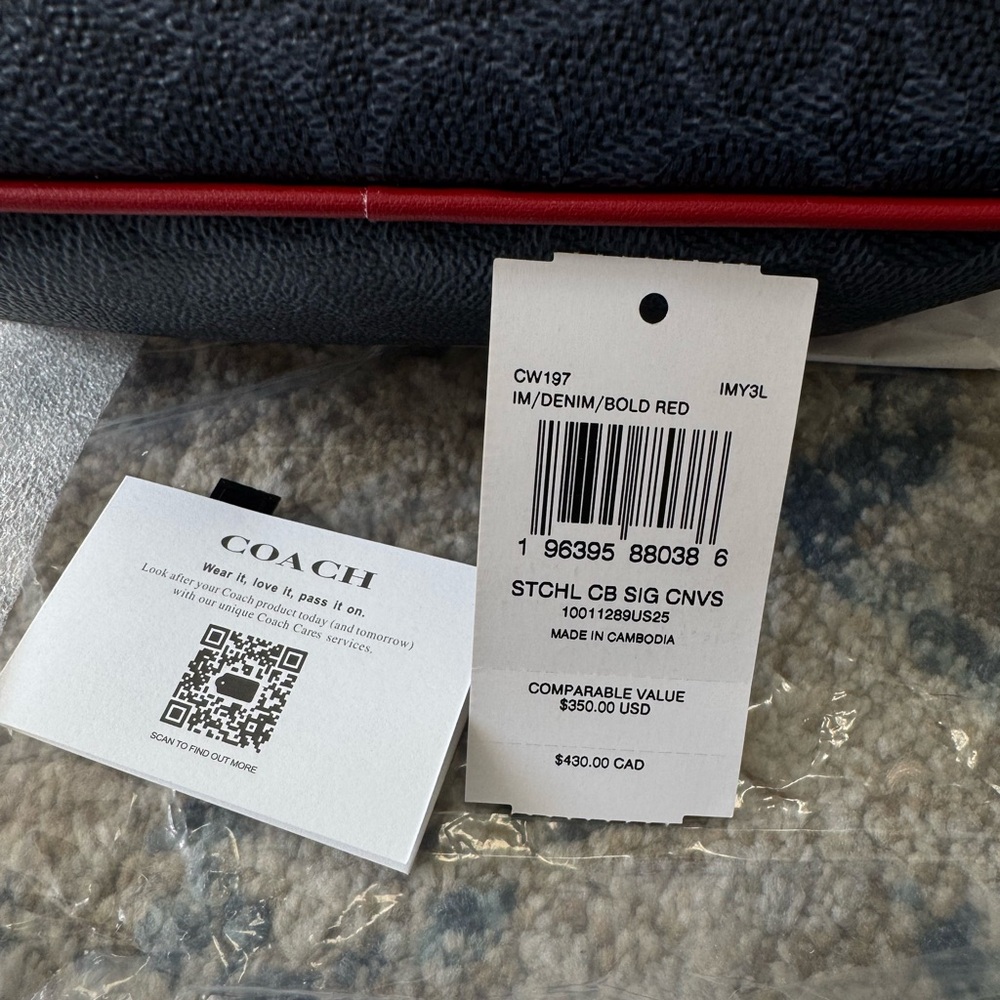 CW197
IMY3L
IM/DENIM/BOLD RED
1 96395 88038 6
STCHL CB SIG CNVS
10011289US25
MADE IN CAMBODIA
COMPARABLE VALUE
$350.00 USD
$430.00 CAD
COACH
Wear it, love it, pass it on.
Look after your Coach product today (and tomorrow)
with our unique Coach Cares services.
SCAN TO FIND OUT MORE